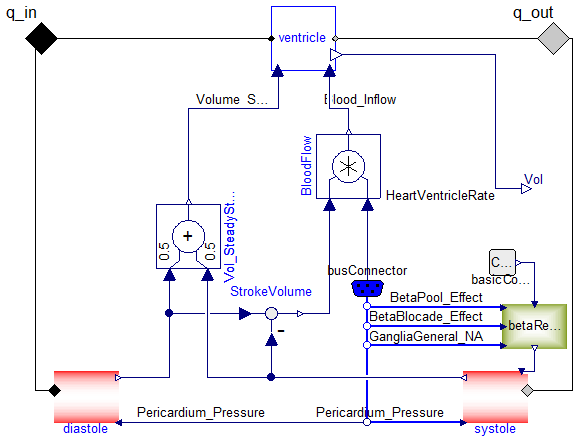 q_in
q_out
ventricle
Volume_S...
Blood_Inflow
BloodFlow
Vol
HeartVentricleRate
Vol_SteadySt...
+
0.5
0.5
busConnector
C...
basicCo...
StrokeVolume
-
BetaPool_Effect
BetaBlocade_Effect
GangliaGeneral_NA
betaRe...
Pericardium_Pressure
Pericardium_Pressure
diastole
systole